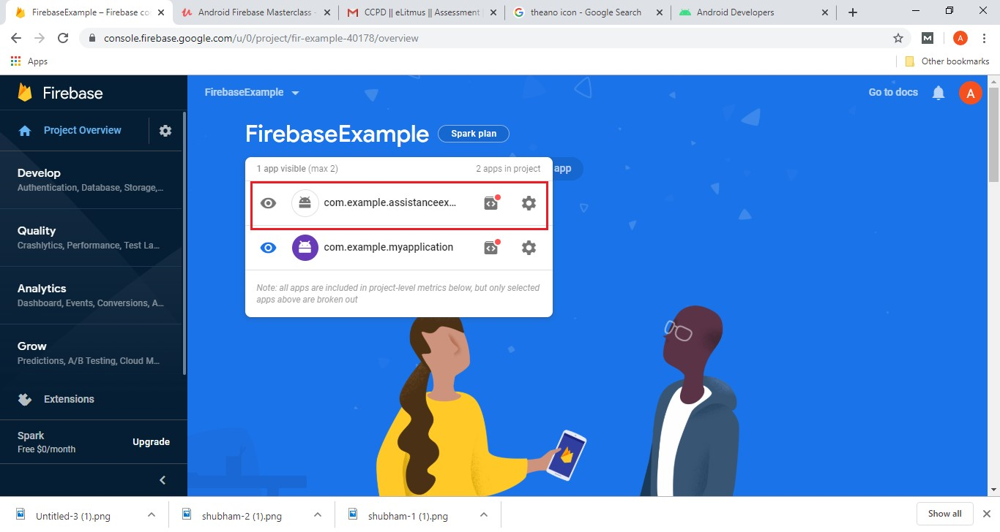 FirebaseExample – Firebase co
Android Firebase Masterclass -
CCPD || eLitmus || Assessment
theano icon - Google Search
Android Developers
console.firebase.google.com/u/0/project/fir-example-40178/overview
M
A
Apps
Other bookmarks
Firebase
FirebaseExample
Go to docs
A
Project Overview
FirebaseExample
Spark plan
1 app visible (max 2)
2 apps in project
app
Develop
Authentication, Database, Storage,...
com.example.assistanceex...
Quality
Crashlytics, Performance, Test La...
com.example.myapplication
Analytics
Dashboard, Events, Conversions, A...
Note: all apps are included in project-level metrics below, but only selected
apps above are broken out
Grow
Predictions, A/B Testing, Cloud M...
Extensions
Spark
Free $0/month
Upgrade
Untitled-3 (1).png
shubham-2 (1).png
shubham-1 (1).png
Show all